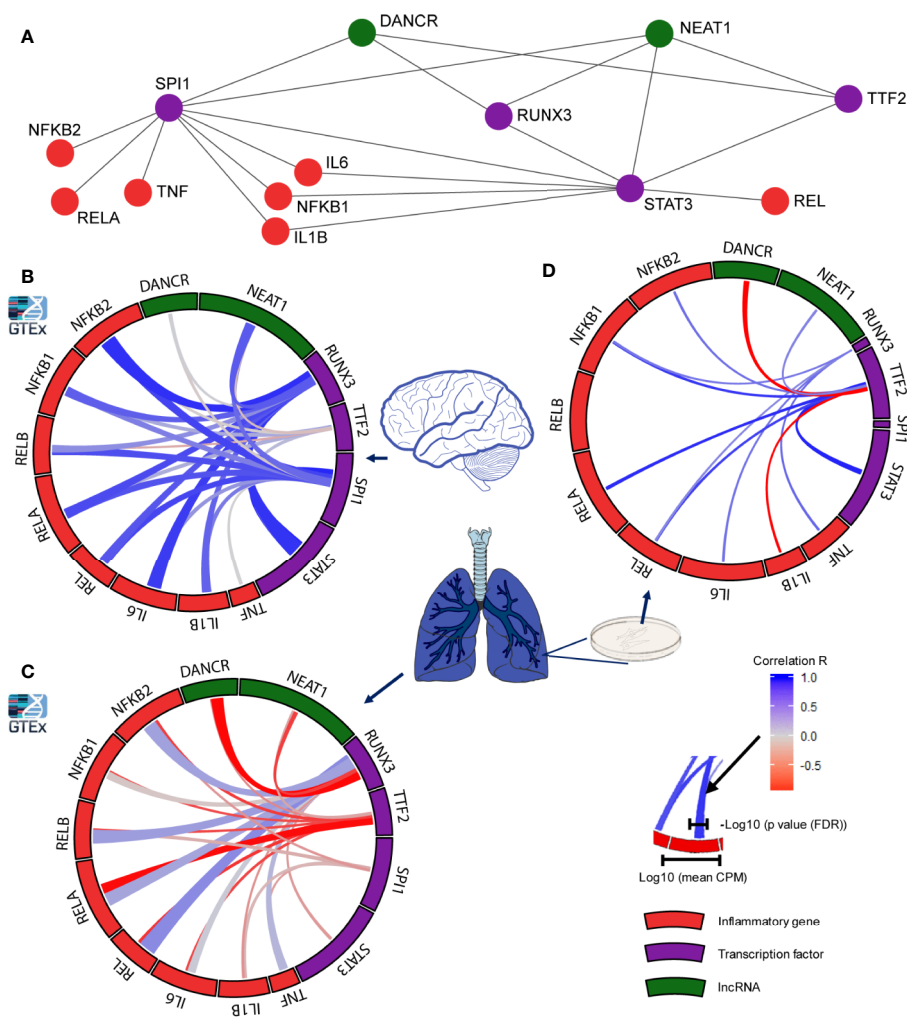 A
DANCR
NEAT1
SPI1
TTF2
RUNX3
NFKB2
IL6
TNF
RELA
NFKB1
STAT3
REL
IL1B
B
GTEx
DANCR
NEAT1
RUNX3
TTF2
SPI1
STAT3
TNF
IL1B
IL6
REL
RELA
RELB
NFKB1
NFKB2
D
DANCR
NEAT1
RUNX3
TTF2
SPI1
STAT3
TNF
IL1B
IL6
REL
RELA
RELB
NFKB1
NFKB2
C
GTEx
DANCR
NEAT1
RUNX3
TTF2
SPI1
STAT3
TNF
IL1B
IL6
REL
RELA
RELB
NFKB1
NFKB2
Correlation R
1.0
0.5
0.0
-0.5
-Log10 (p value (FDR))
Log10 (mean CPM)
Inflammatory gene
Transcription factor
lncRNA